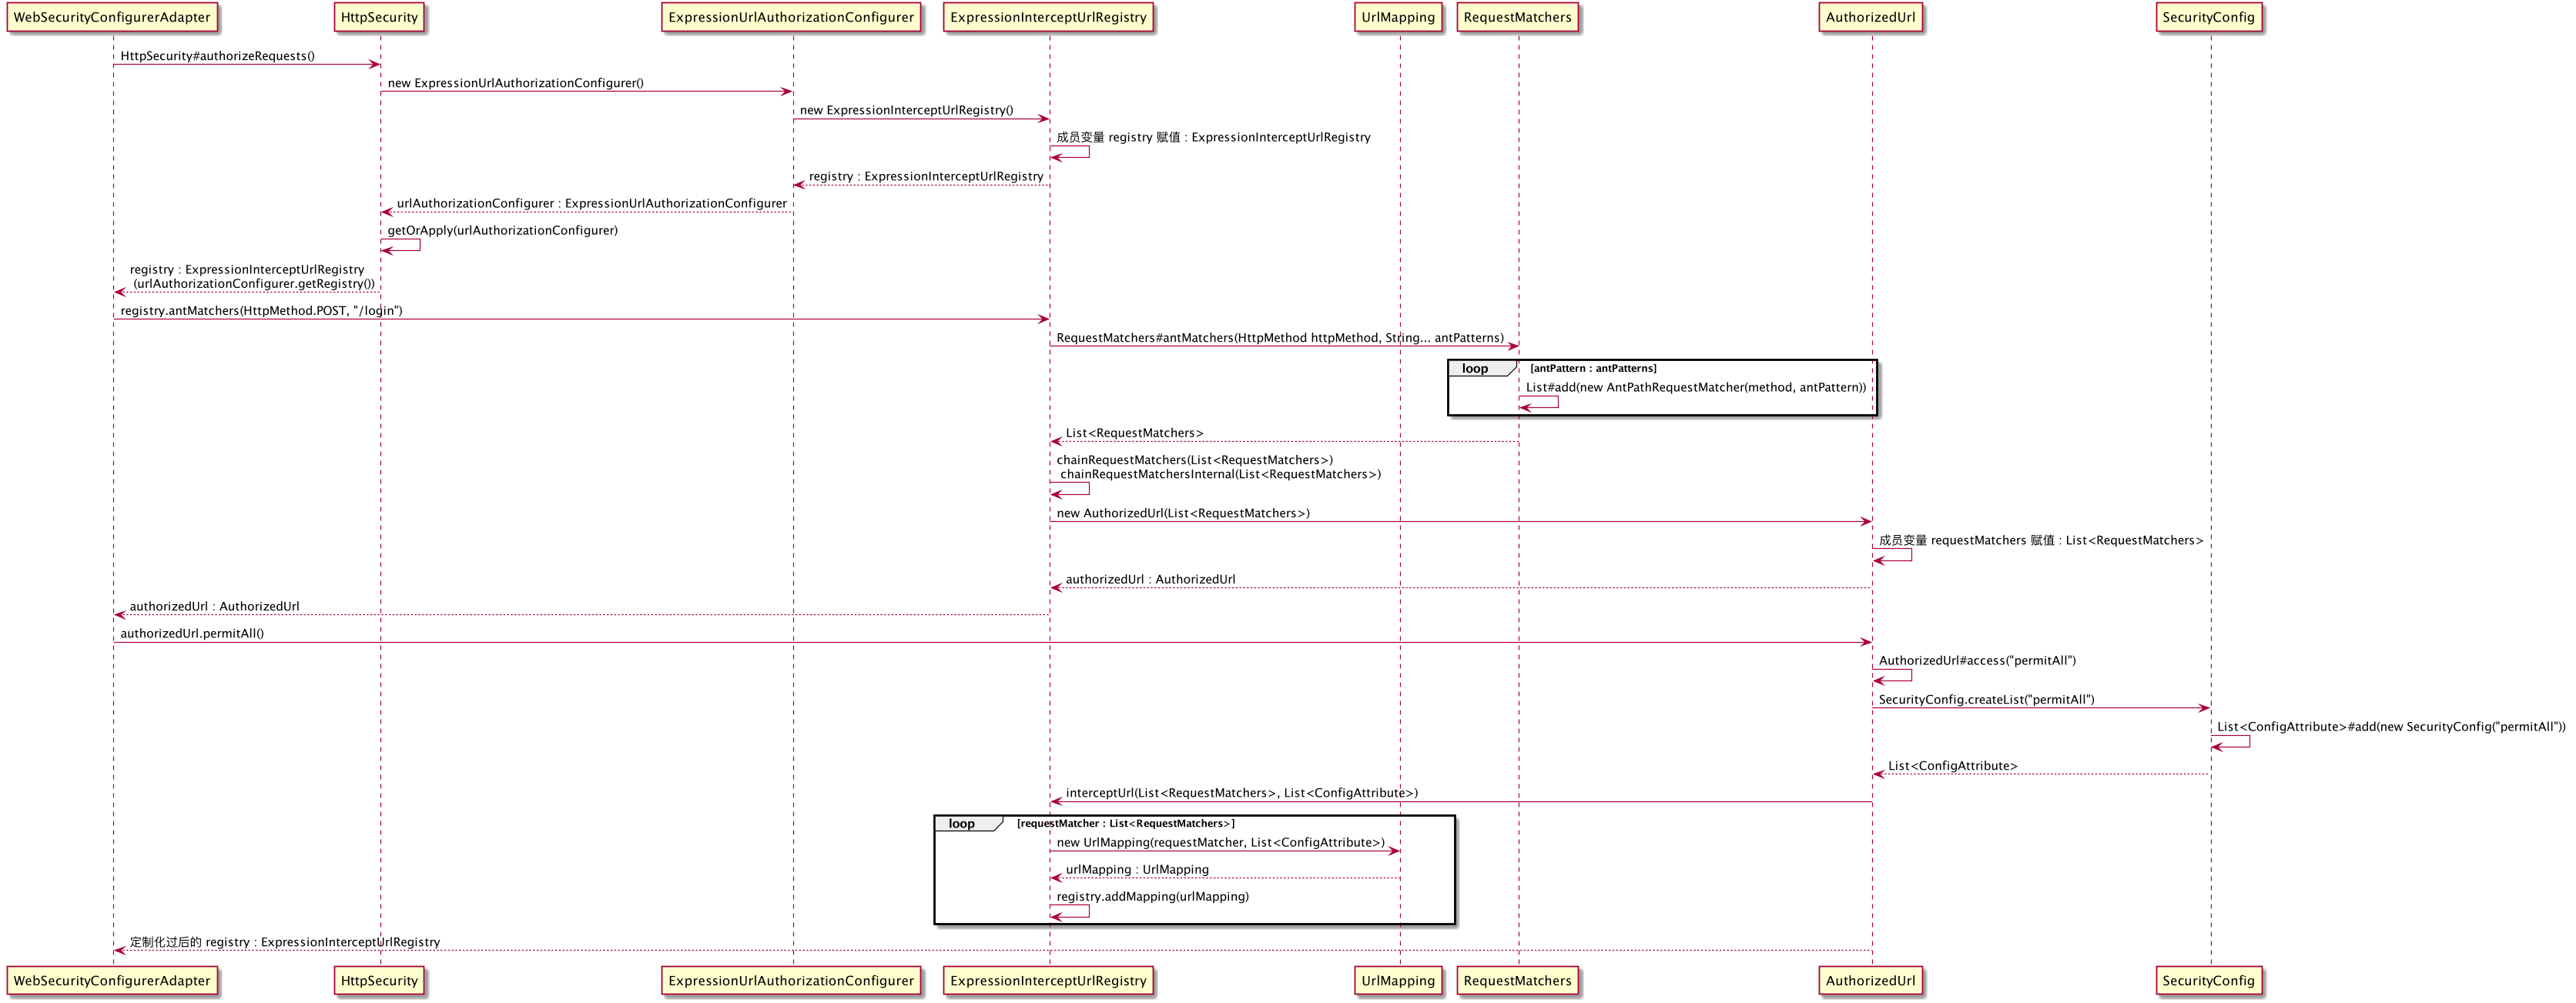 WebSecurityConfigurerAdapter
HttpSecurity
ExpressionUrlAuthorizationConfigurer
ExpressionInterceptUrlRegistry
UrlMapping
RequestMatchers
AuthorizedUrl
SecurityConfig
HttpSecurity#authorizeRequests()
new ExpressionUrlAuthorizationConfigurer()
new ExpressionInterceptUrlRegistry()
成员变量 registry 赋值 : ExpressionInterceptUrlRegistry
registry : ExpressionInterceptUrlRegistry
urlAuthorizationConfigurer : ExpressionUrlAuthorizationConfigurer
getOrApply(urlAuthorizationConfigurer)
registry : ExpressionInterceptUrlRegistry
(urlAuthorizationConfigurer.getRegistry())
registry.antMatchers(HttpMethod.POST, "/login")
RequestMatchers#antMatchers(HttpMethod httpMethod, String... antPatterns)
loop [antPattern : antPatterns]
List#add(new AntPathRequestMatcher(method, antPattern))
List<RequestMatchers>
chainRequestMatchers(List<RequestMatchers>)
chainRequestMatchersInternal(List<RequestMatchers>)
new AuthorizedUrl(List<RequestMatchers>)
成员变量 requestMatchers 赋值 : List<RequestMatchers>
authorizedUrl : AuthorizedUrl
authorizedUrl : AuthorizedUrl
authorizedUrl.permitAll()
AuthorizedUrl#access("permitAll")
SecurityConfig.createList("permitAll")
List<ConfigAttribute>#add(new SecurityConfig("permitAll"))
List<ConfigAttribute>
interceptUrl(List<RequestMatchers>, List<ConfigAttribute>)
loop [requestMatcher : List<RequestMatchers>]
new UrlMapping(requestMatcher, List<ConfigAttribute>)
urlMapping : UrlMapping
registry.addMapping(urlMapping)
定制化过后的 registry : ExpressionInterceptUrlRegistry
WebSecurityConfigurerAdapter
HttpSecurity
ExpressionUrlAuthorizationConfigurer
ExpressionInterceptUrlRegistry
UrlMapping
RequestMatchers
AuthorizedUrl
SecurityConfig